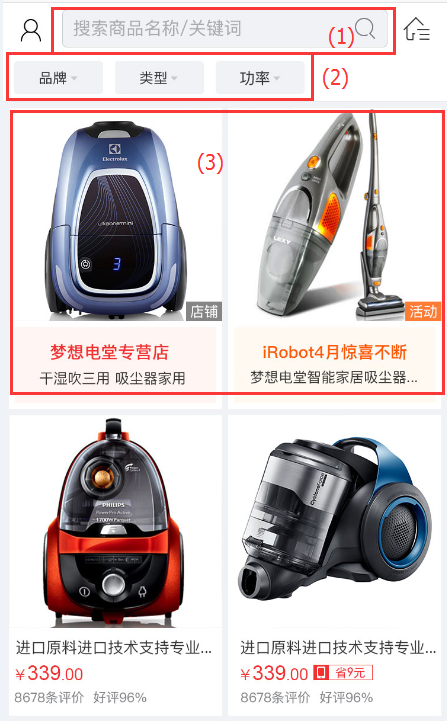 搜索商品名称/关键词
(1)
品牌
类型
功率
(2)
(3)
Electrolux
3
LEXY
店铺
活动
梦想电堂专营店
干湿吹三用 吸尘器家用
iRobot4月惊喜不断
梦想电堂智能家居吸尘器...
PHILIPS
PowerPro Active
进口原料进口技术支持专业...
¥339.00
8678条评价 好评96%
进口原料进口技术支持专业...
¥339.00 省9元
8678条评价 好评96%